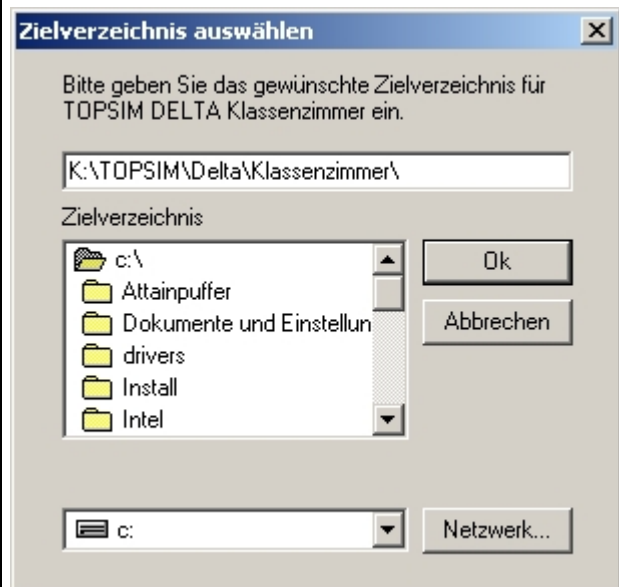 Zielverzeichnis auswählen
Bitte geben Sie das gewünschte Zielverzeichnis für
TOPSIM DELTA Klassenzimmer ein.
K:\TOPSIM\Delta\Klassenzimmer\
Zielverzeichnis
c:\
Attainpuffer
Dokumente und Einstellun
drivers
Install
Intel
Ok
Abbrechen
c:
Netzwerk...